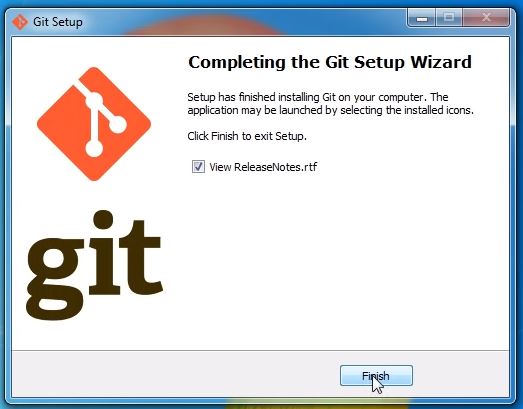 Git Setup
Completing the Git Setup Wizard
Setup has finished installing Git on your computer. The
application may be launched by selecting the installed icons.
Click Finish to exit Setup.
View ReleaseNotes.rtf
git
Finish